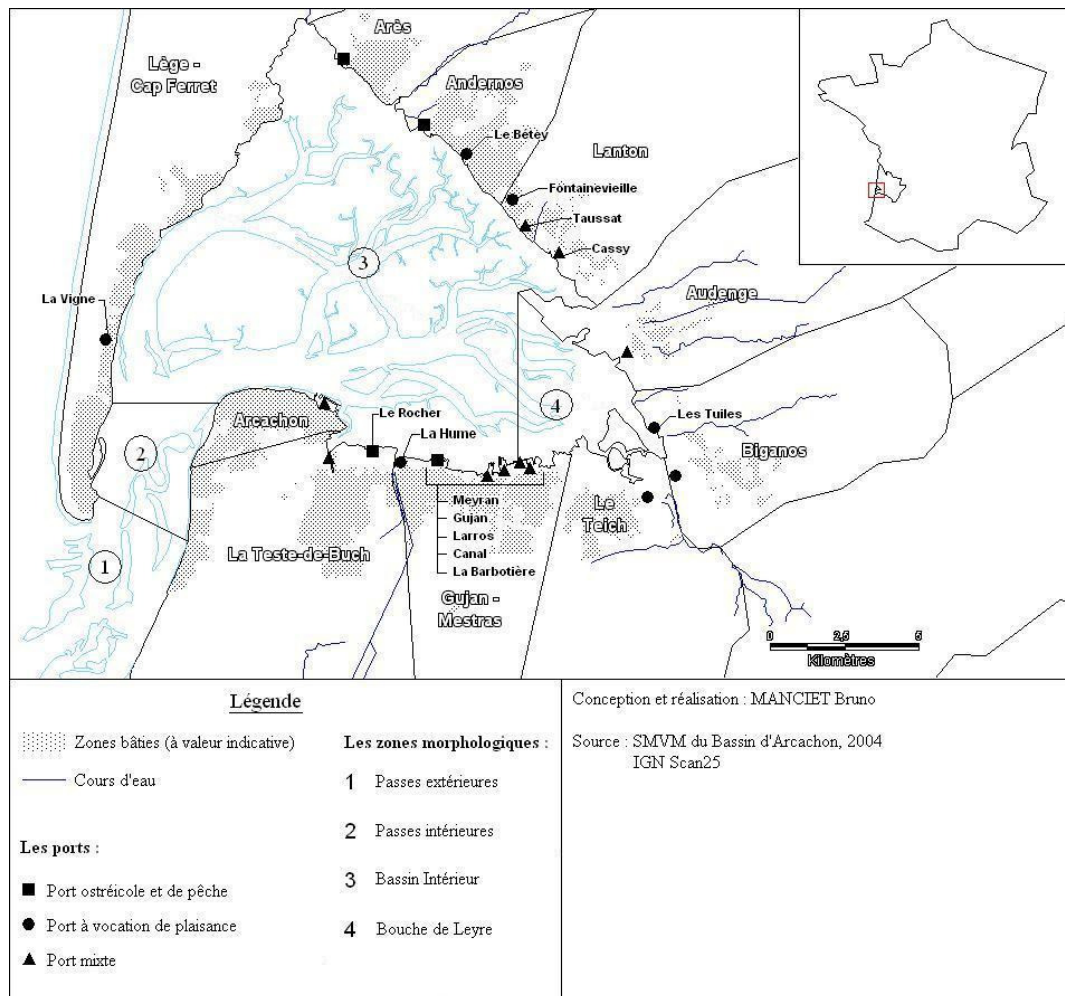 Arès
Lège -
Cap Ferret
Andernos
Le Bétey
Lanton
Fontainevieille
Taussat
Cassy
3
La Vigne
Audenge
4
Les Tuiles
Arcachon
Le Rocher
La Hume
2
Biganos
Meyran
Gujan
Larros
Canal
La Barbotière
Le
Teich
La Teste-de-Buch
1
Gujan -
Mestras
0 2,5 5
Kilomètres
Légende
Zones bâties (à valeur indicative)
Cours d'eau
Les ports :
Port ostréicole et de pêche
Port à vocation de plaisance
Port mixte
Les zones morphologiques :
1 Passes extérieures
2 Passes intérieures
3 Bassin Intérieur
4 Bouche de Leyre
Conception et réalisation : MANCIET Bruno
Source : SMVM du Bassin d'Arcachon, 2004
IGN Scan25